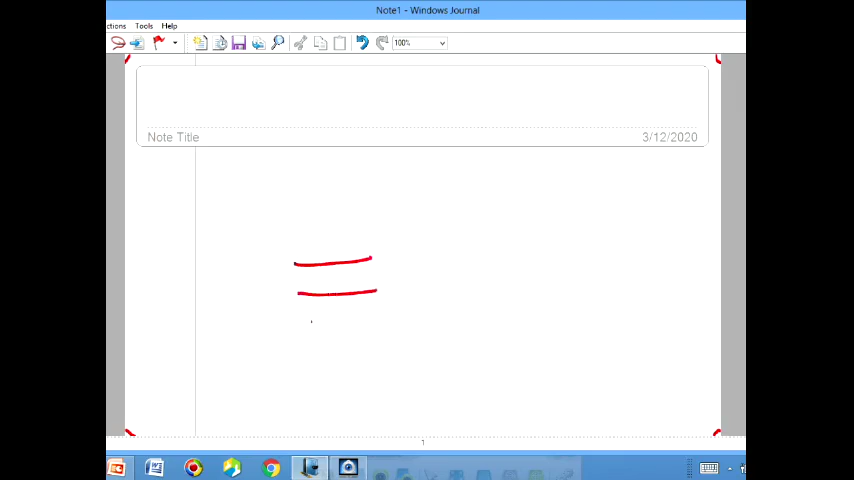 Note1 - Windows Journal
ctions Tools Help
100%
Note Title 3/12/2020
1